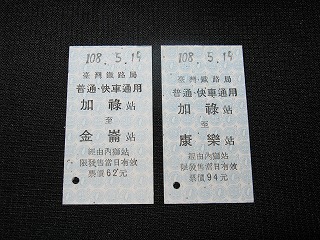 108. 5. 14
臺灣鐵路局
普通·快車通用
加祿站
至
金崙站
經由內獅站
限發售當日有效
票價62元
108. 5. 14
臺灣鐵路局
普通·快車通用
加祿站
至
康樂站
經由內獅站
限發售當日有效
票價94元